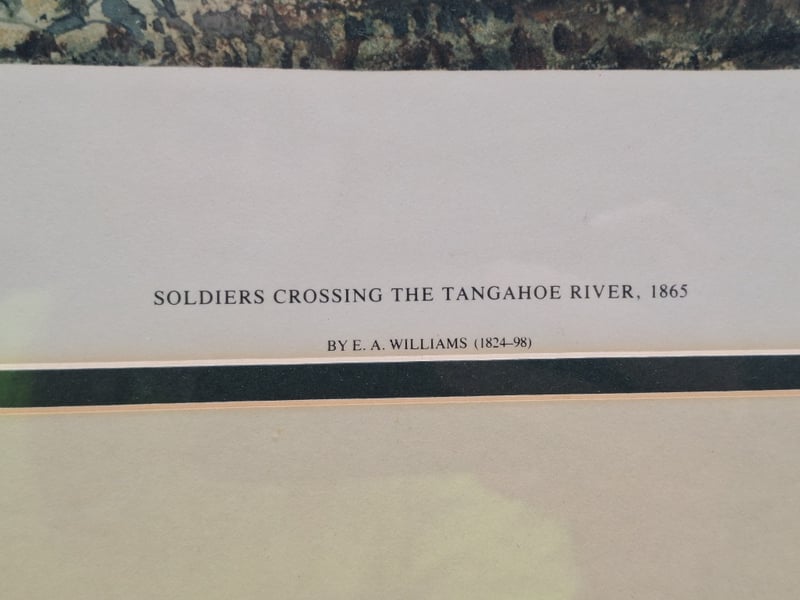 SOLDIERS CROSSING THE TANGAHOE RIVER, 1865
BY E. A. WILLIAMS (1824–98)